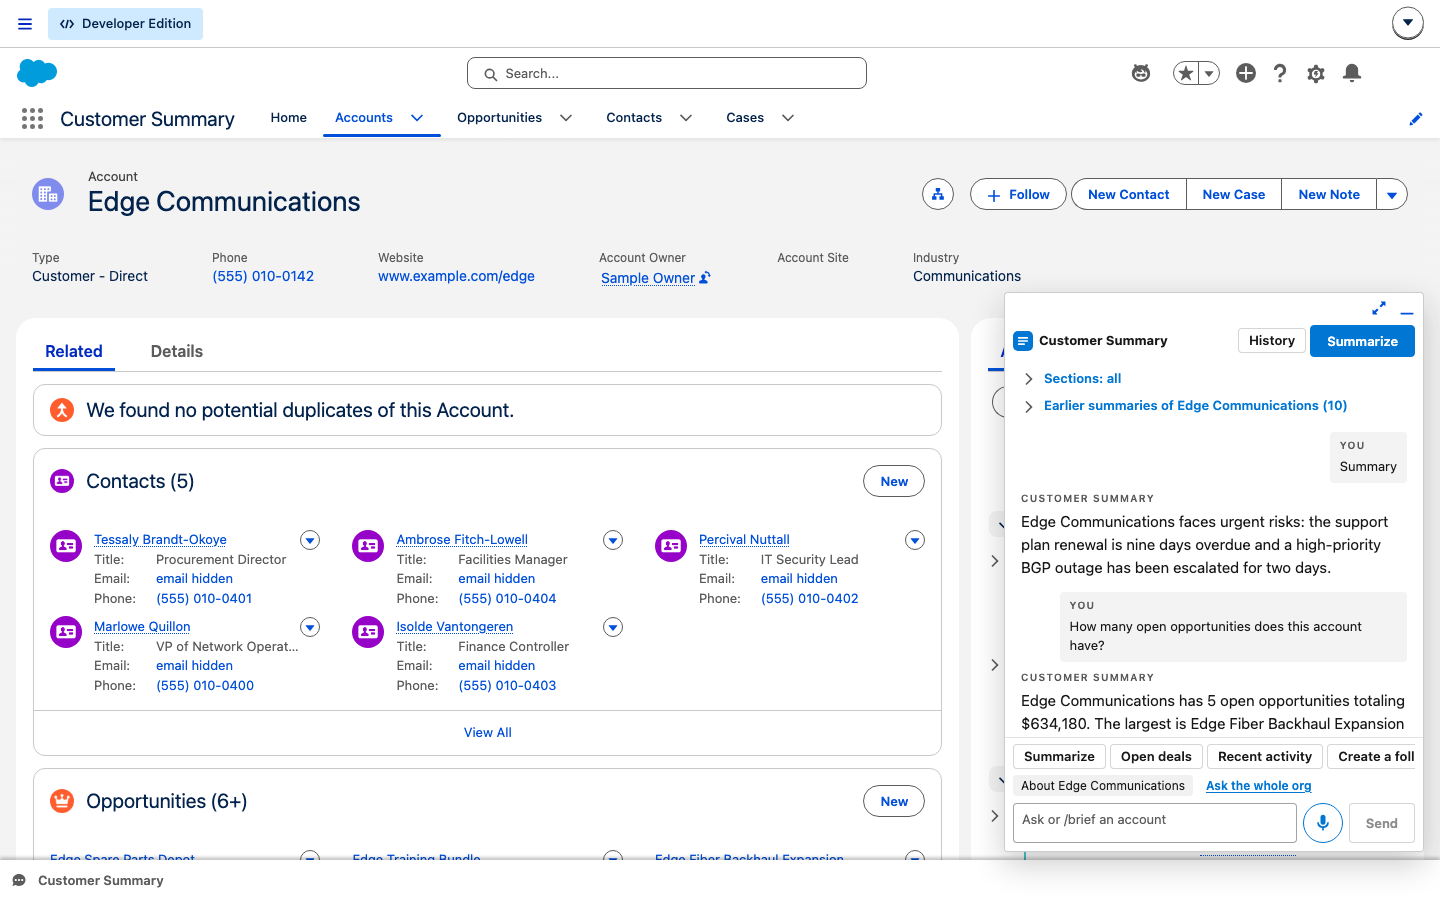 Developer Edition
Search...
Customer Summary
Home
Accounts
Opportunities
Contacts
Cases
Account
Edge Communications
Follow
New Contact
New Case
New Note
Type
Customer - Direct
Phone
(555) 010-0142
Website
www.example.com/edge
Account Owner
Sample Owner
Account Site
Industry
Communications
Related
Details
We found no potential duplicates of this Account.
Contacts (5)
New
Tessaly Brandt-Okoye
Title: Procurement Director
Email: email hidden
Phone: (555) 010-0401
Ambrose Fitch-Lowell
Title: Facilities Manager
Email: email hidden
Phone: (555) 010-0404
Percival Nuttall
Title: IT Security Lead
Email: email hidden
Phone: (555) 010-0402
Marlowe Quillon
Title: VP of Network Operat...
Email: email hidden
Phone: (555) 010-0400
Isolde Vantongeren
Title: Finance Controller
Email: email hidden
Phone: (555) 010-0403
View All
Opportunities (6+)
New
Edge Spare Parts Depot
Edge Training Bundle
Edge Fiber Backhaul Expansion
Customer Summary
History
Summarize
Sections: all
Earlier summaries of Edge Communications (10)
YOU
Summary
CUSTOMER SUMMARY
Edge Communications faces urgent risks: the support
plan renewal is nine days overdue and a high-priority
BGP outage has been escalated for two days.
YOU
How many open opportunities does this account
have?
CUSTOMER SUMMARY
Edge Communications has 5 open opportunities totaling
$634,180. The largest is Edge Fiber Backhaul Expansion
Summarize
Open deals
Recent activity
Create a foll
About Edge Communications
Ask the whole org
Ask or /brief an account
Send
Customer Summary